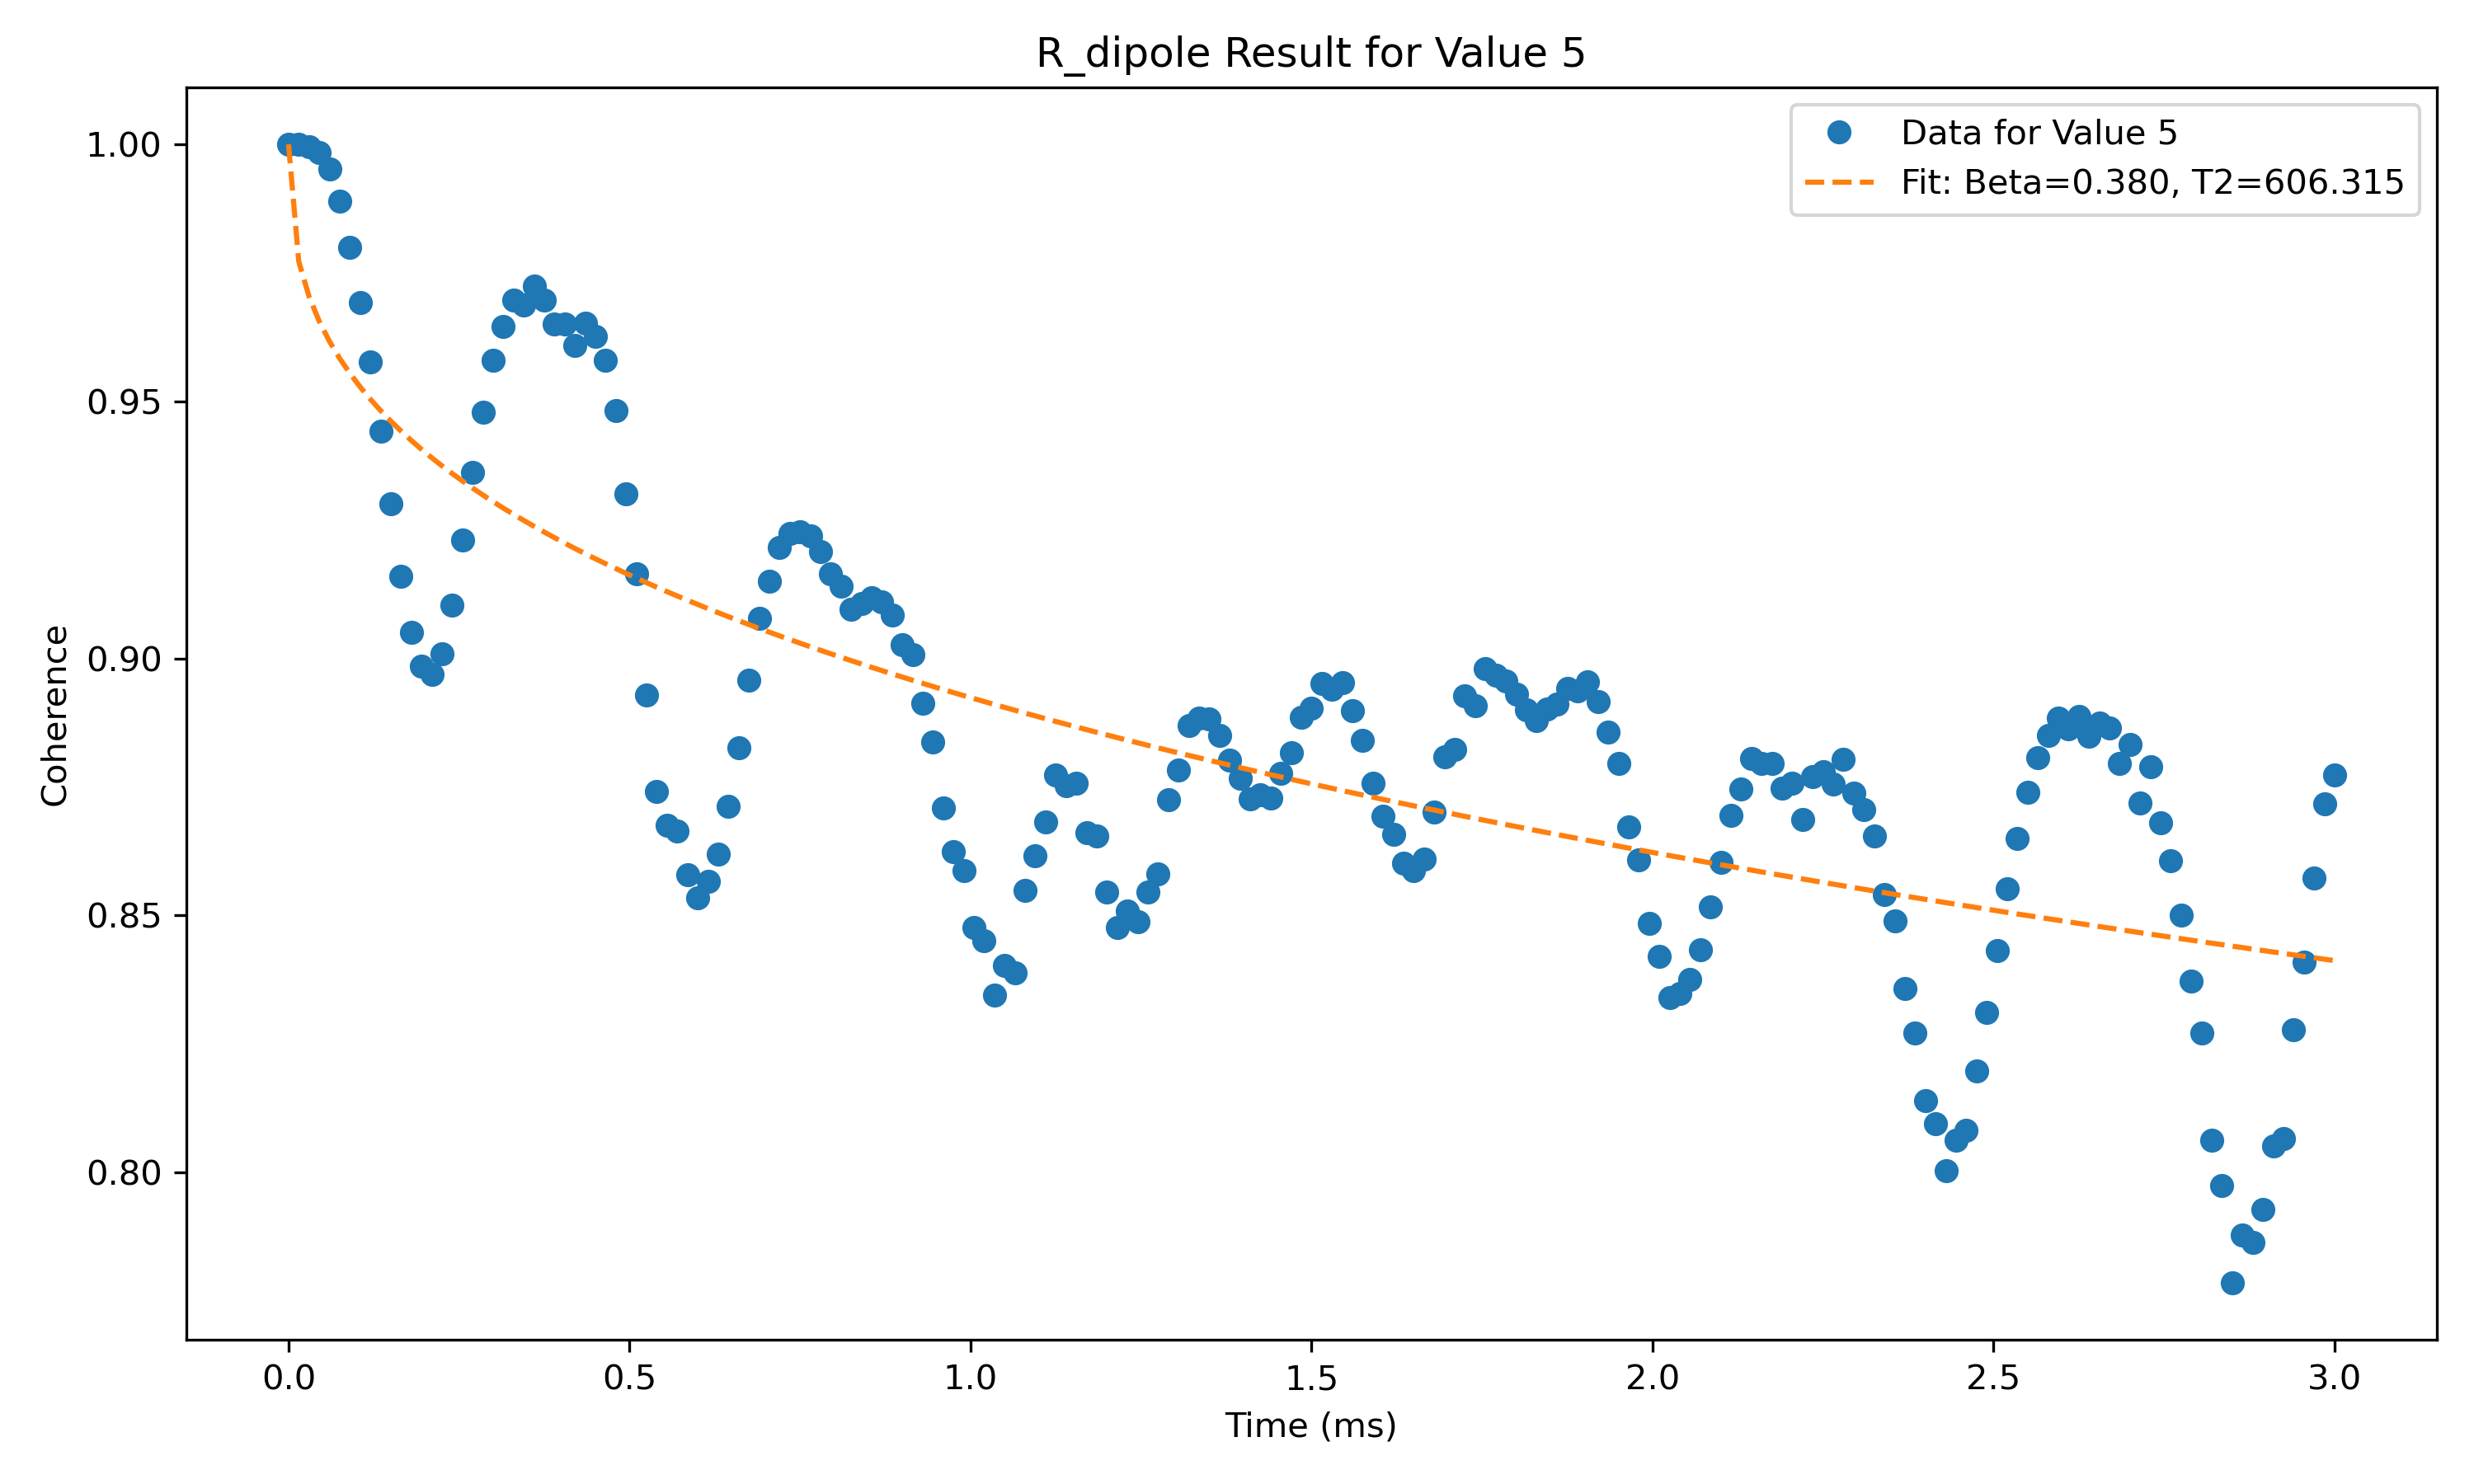 R_dipole Result for Value 5
Data for Value 5
Fit: Beta=0.380, T2=606.315
Coherence
1.00
0.95
0.90
0.85
0.80
0.0 0.5 1.0 1.5 2.0 2.5 3.0
Time (ms)